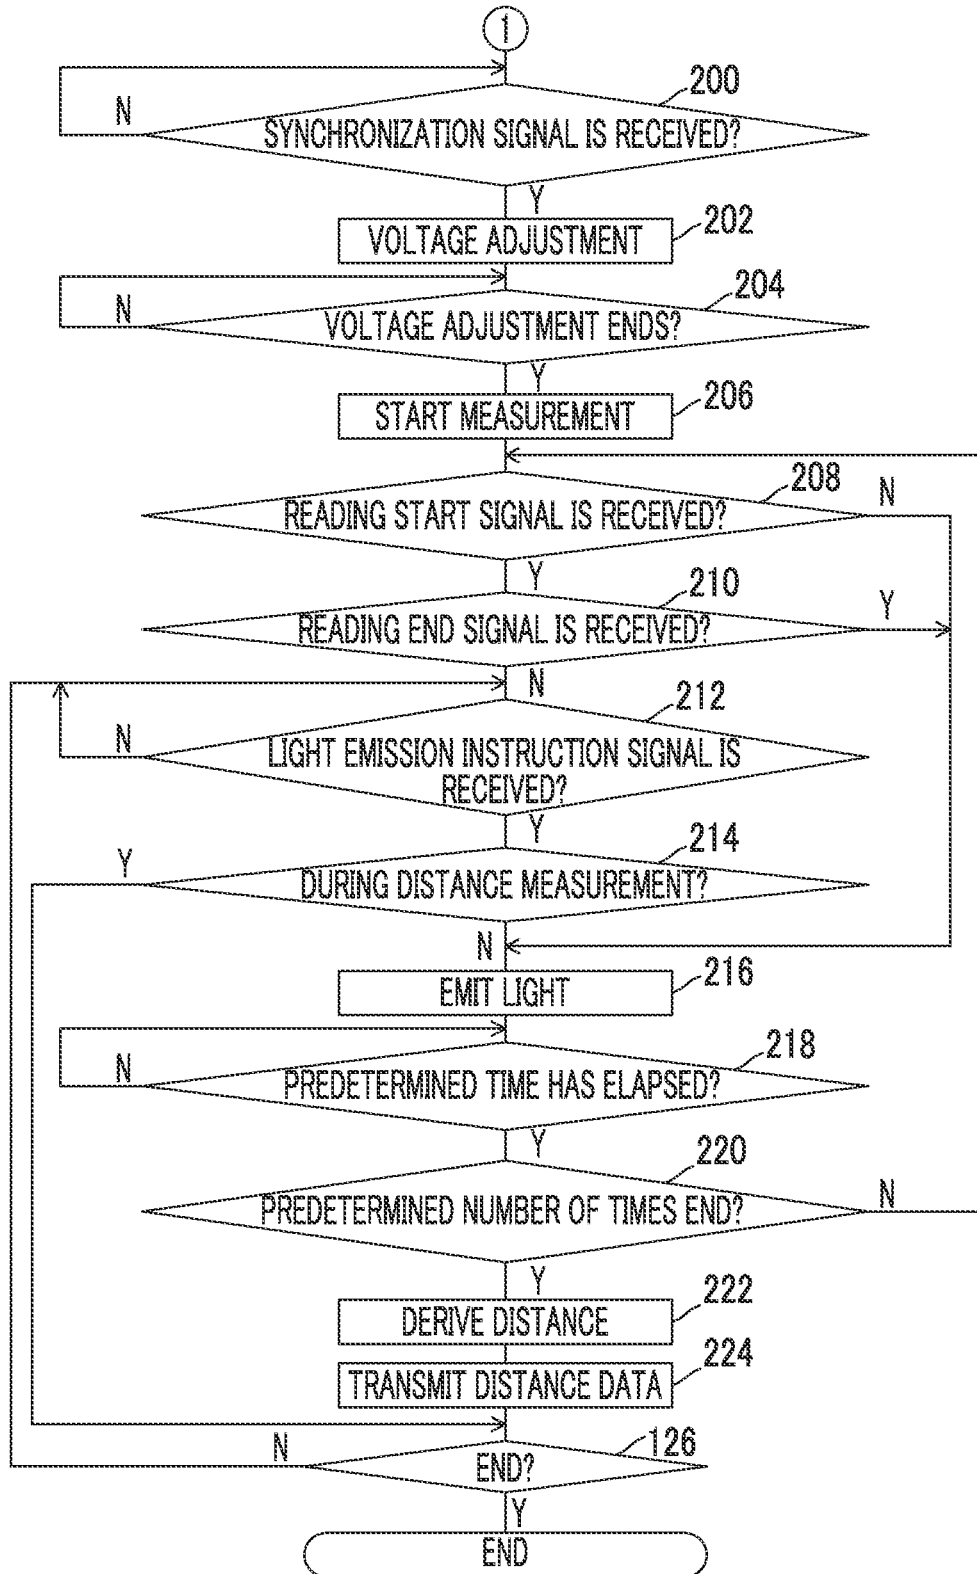 1
200
N
SYNCHRONIZATION SIGNAL IS RECEIVED?
Y
202
VOLTAGE ADJUSTMENT
204
N
VOLTAGE ADJUSTMENT ENDS?
Y
206
START MEASUREMENT
208
N
READING START SIGNAL IS RECEIVED?
Y
210
Y
READING END SIGNAL IS RECEIVED?
N
212
N
LIGHT EMISSION INSTRUCTION SIGNAL IS
RECEIVED?
Y
214
Y
DURING DISTANCE MEASUREMENT?
N
216
EMIT LIGHT
218
N
PREDETERMINED TIME HAS ELAPSED?
Y
220
N
PREDETERMINED NUMBER OF TIMES END?
Y
222
DERIVE DISTANCE
224
TRANSMIT DISTANCE DATA
126
N
END?
Y
END